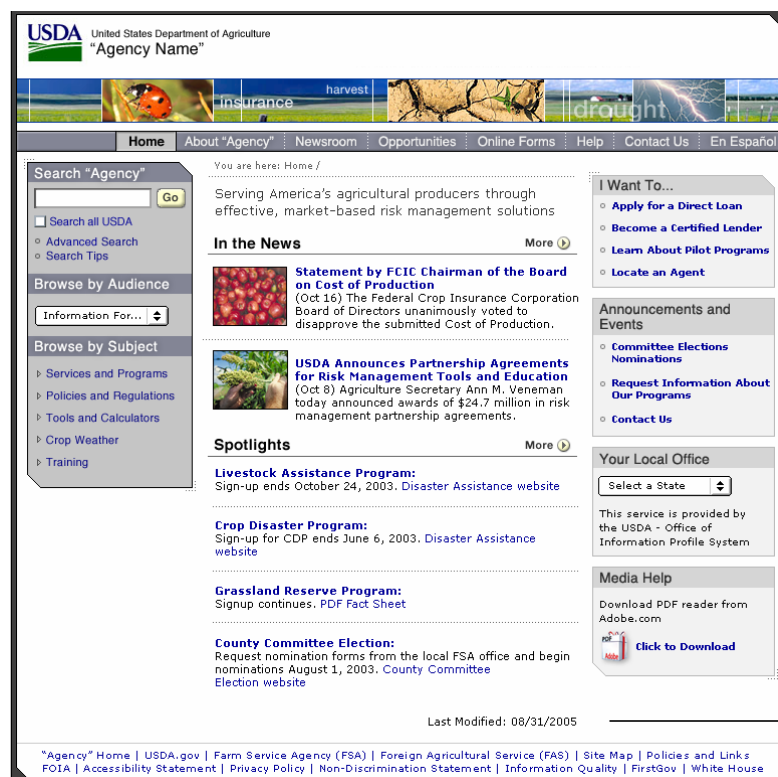 USDA
United States Department of Agriculture
“Agency Name”
insurance
harvest
drought
Home
About “Agency”
Newsroom
Opportunities
Online Forms
Help
Contact Us
En Español
Search “Agency”
Go
Search all USDA
Advanced Search
Search Tips
Browse by Audience
Information For...
Browse by Subject
Services and Programs
Policies and Regulations
Tools and Calculators
Crop Weather
Training
You are here: Home /
Serving America’s agricultural producers through
effective, market-based risk management solutions
In the News
More
Statement by FCIC Chairman of the Board
on Cost of Production
(Oct 16) The Federal Crop Insurance Corporation
Board of Directors unanimously voted to
disapprove the submitted Cost of Production.
USDA Announces Partnership Agreements
for Risk Management Tools and Education
(Oct 8) Agriculture Secretary Ann M. Veneman
today announced awards of $24.7 million in risk
management partnership agreements.
Spotlights
More
Livestock Assistance Program:
Sign-up ends October 24, 2003. Disaster Assistance website
Crop Disaster Program:
Sign-up for CDP ends June 6, 2003. Disaster Assistance
website
Grassland Reserve Program:
Signup continues. PDF Fact Sheet
County Committee Election:
Request nomination forms from the local FSA office and begin
nominations August 1, 2003. County Committee
Election website
I Want To...
Apply for a Direct Loan
Become a Certified Lender
Learn About Pilot Programs
Locate an Agent
Announcements and
Events
Committee Elections
Nominations
Request Information About
Our Programs
Contact Us
Your Local Office
Select a State
This service is provided by
the USDA - Office of
Information Profile System
Media Help
Download PDF reader from
Adobe.com
PDF
Adobe
Click to Download
Last Modified: 08/31/2005
“Agency” Home | USDA.gov | Farm Service Agency (FSA) | Foreign Agricultural Service (FAS) | Site Map | Policies and Links
FOIA | Accessibility Statement | Privacy Policy | Non-Discrimination Statement | Information Quality | FirstGov | White House